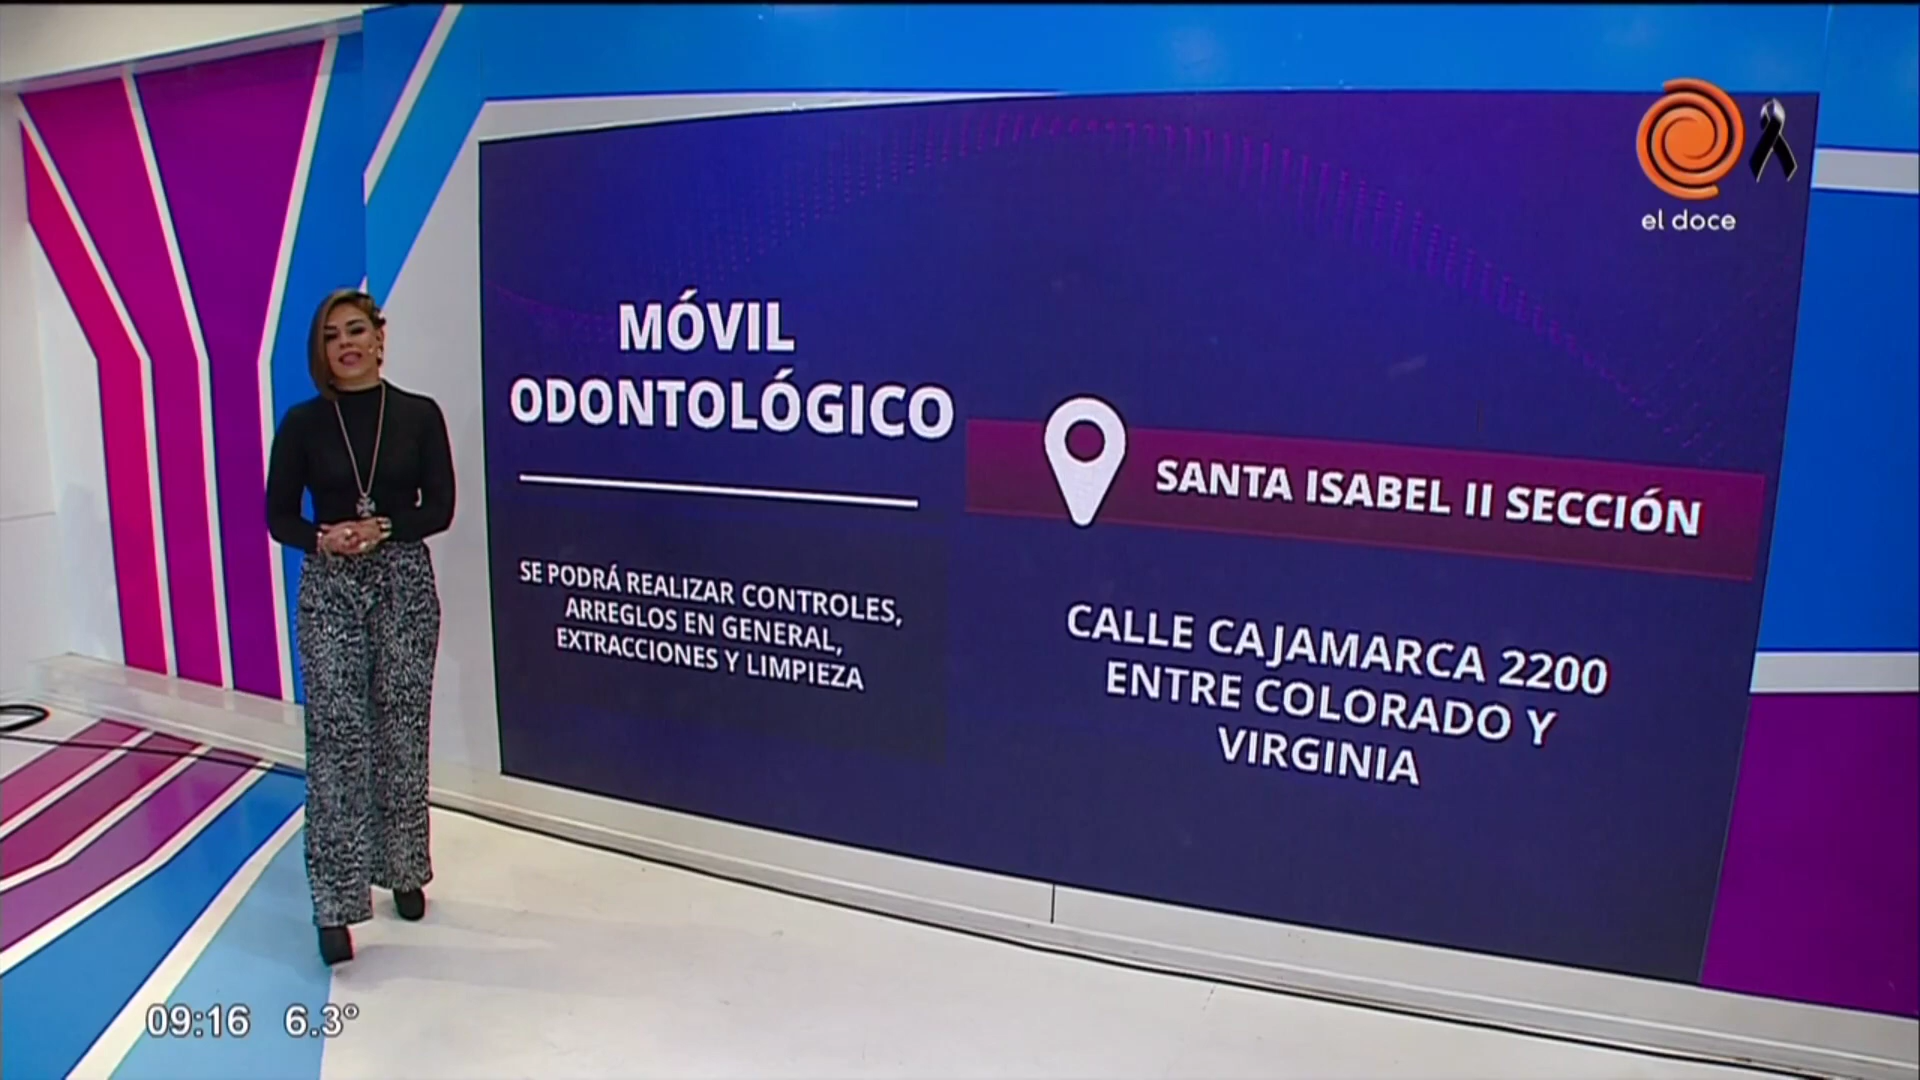 el doce
MÓVIL
ODONTOLÓGICO
SE PODRÁ REALIZAR CONTROLES,
ARREGLOS EN GENERAL,
EXTRACCIONES Y LIMPIEZA
SANTA ISABEL II SECCIÓN
CALLE CAJAMARCA 2200
ENTRE COLORADO Y
VIRGINIA
09:16 6.3°